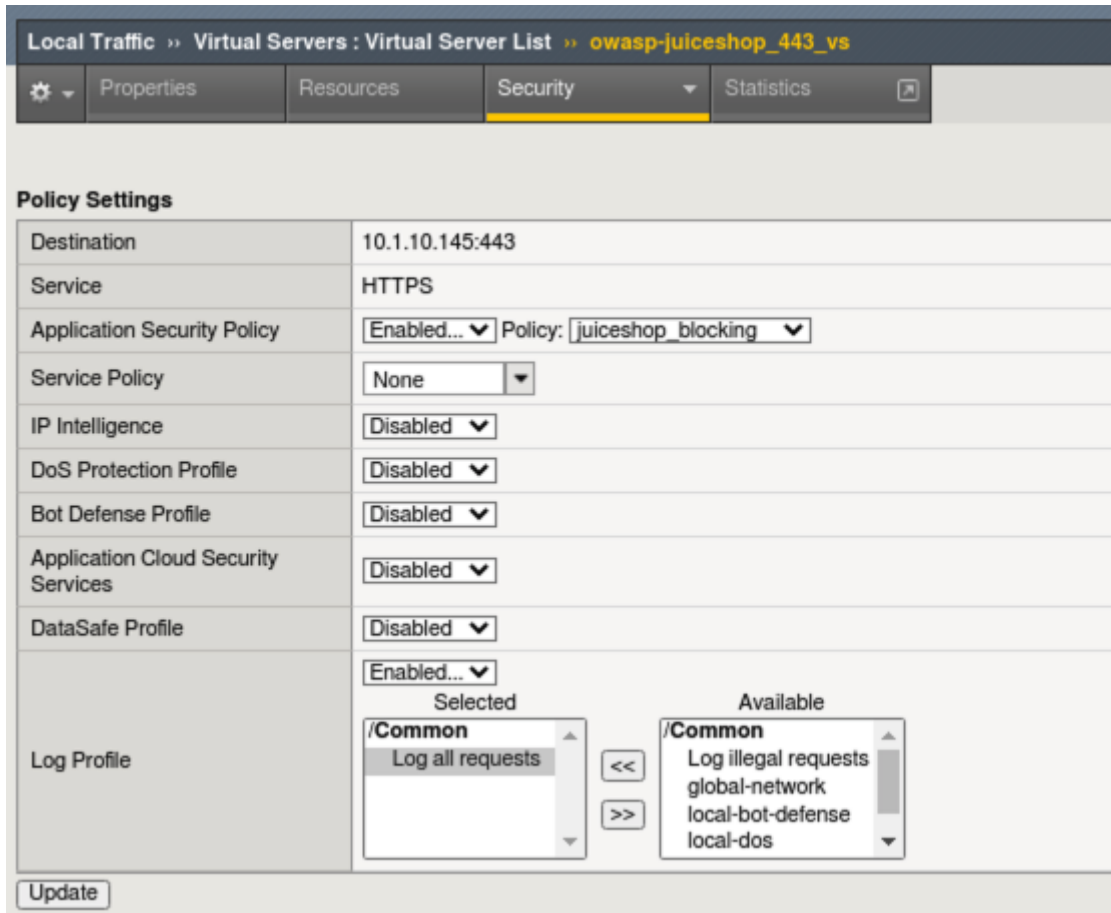 Local Traffic ›› Virtual Servers : Virtual Server List ›› owasp-juiceshop_443_vs
Properties Resources Security Statistics
Policy Settings
Destination 10.1.10.145:443
Service HTTPS
Application Security Policy Enabled... Policy: juiceshop_blocking
Service Policy None
IP Intelligence Disabled
DoS Protection Profile Disabled
Bot Defense Profile Disabled
Application Cloud Security
Services Disabled
DataSafe Profile Disabled
Log Profile Enabled...
Selected Available
/Common /Common
Log all requests Log illegal requests
<< global-network
>> local-bot-defense
local-dos
Update